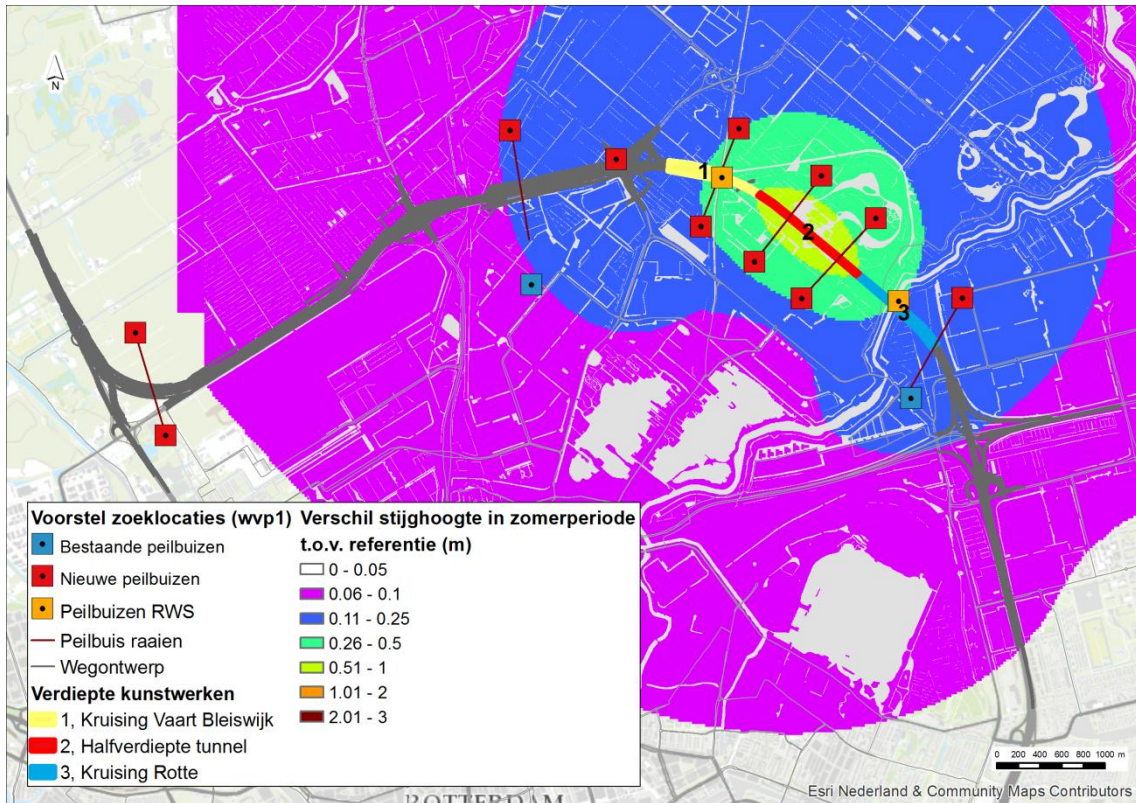 N
1
2
3
Voorstel zoeklocaties (wvp1)
Bestaande peilbuizen
Nieuwe peilbuizen
Peilbuizen RWS
Peilbuis raaien
Wegontwerp
Verdiepte kunstwerken
1, Kruising Vaart Bleiswijk
2, Halfverdiepte tunnel
3, Kruising Rotte
Verschil stijghoogte in zomerperiode
t.o.v. referentie (m)
0 - 0.05
0.06 - 0.1
0.11 - 0.25
0.26 - 0.5
0.51 - 1
1.01 - 2
2.01 - 3
0 200 400 600 800 1000 m
Esri Nederland & Community Maps Contributors
ROTTERDAM